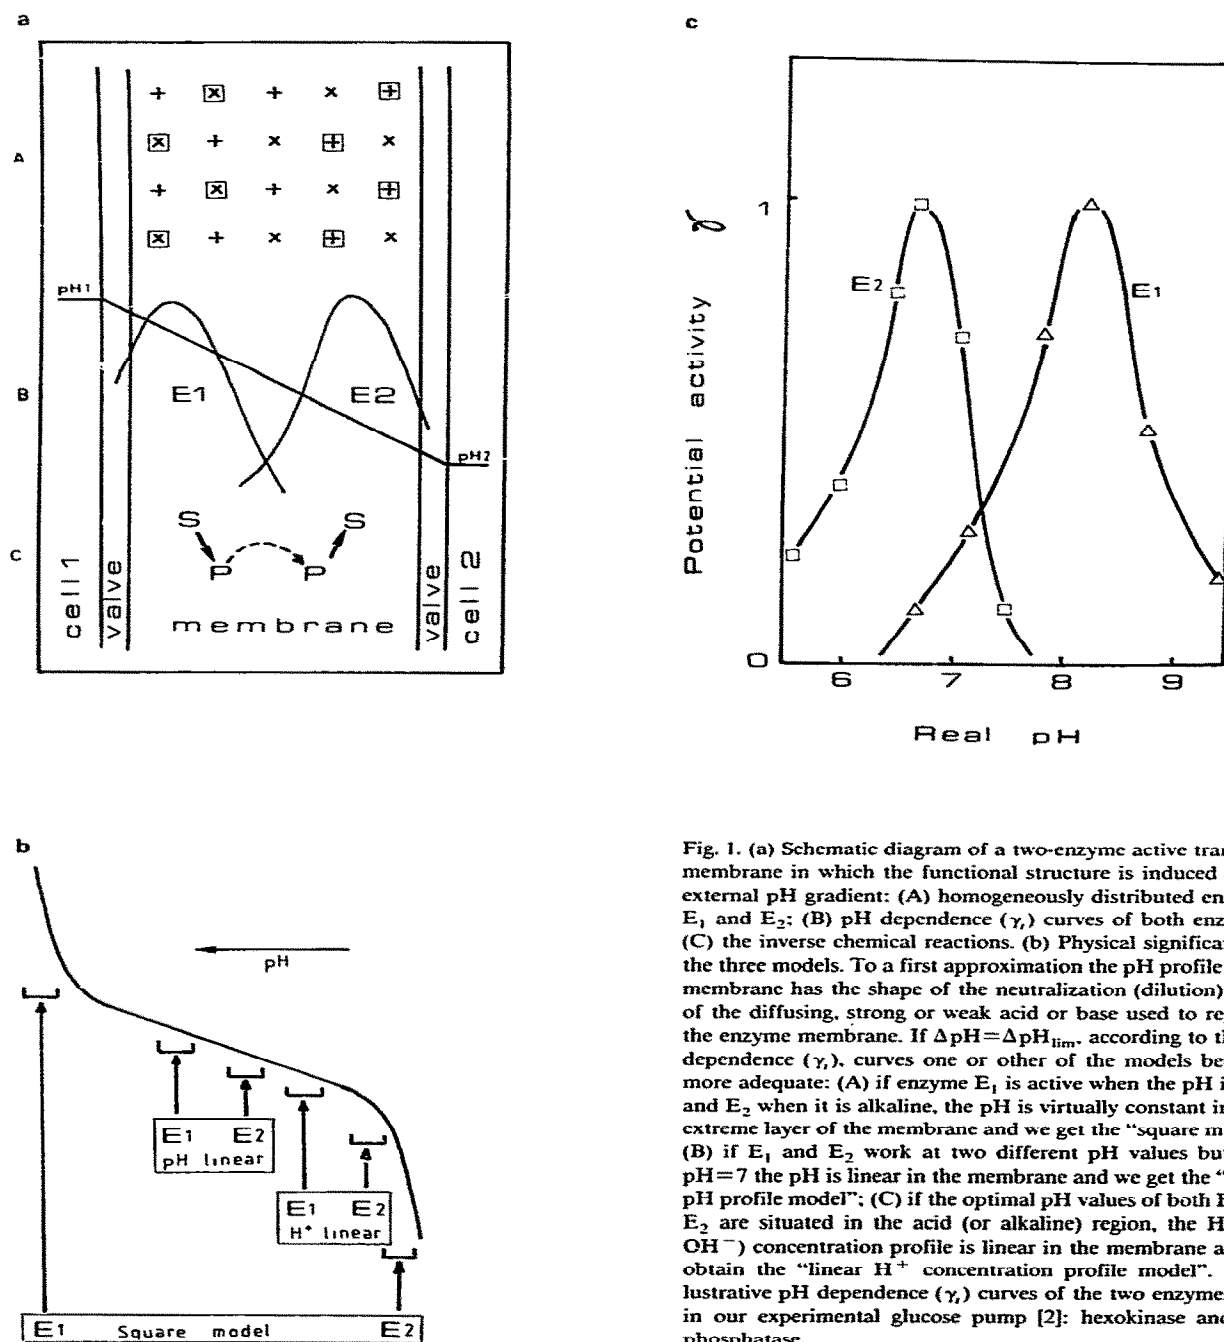 a
A
pH1
B
E1
E2
pH2
S
S
C
P
P
cell 1
valve
membrane
valve
cell 2
c
1
γ
E2
E1
Potential activity
0
6
7
8
9
Real pH
b
pH
E1 E2
pH linear
E1 E2
H⁺ linear
E1 Square model E2
Fig. 1. (a) Schematic diagram of a two-enzyme active tran
membrane in which the functional structure is induced
external pH gradient: (A) homogeneously distributed en
E₁ and E₂; (B) pH dependence (γᵢ) curves of both enz
(C) the inverse chemical reactions. (b) Physical significa
the three models. To a first approximation the pH profile
membrane has the shape of the neutralization (dilution)
of the diffusing, strong or weak acid or base used to re
the enzyme membrane. If ΔpH=ΔpHlim, according to t
dependence (γᵢ), curves one or other of the models be
more adequate: (A) if enzyme E₁ is active when the pH i
and E₂ when it is alkaline, the pH is virtually constant in
extreme layer of the membrane and we get the "square m
(B) if E₁ and E₂ work at two different pH values but
pH=7 the pH is linear in the membrane and we get the "
pH profile model"; (C) if the optimal pH values of both E
E₂ are situated in the acid (or alkaline) region, the H
OH⁻) concentration profile is linear in the membrane a
obtain the "linear H⁺ concentration profile model".
lustrative pH dependence (γᵢ) curves of the two enzyme
in our experimental glucose pump [2]: hexokinase and
phosphatase.